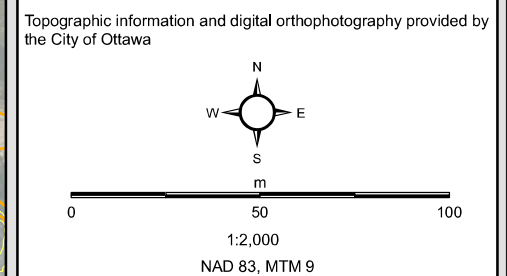 Topographic information and digital orthophotography provided by
the City of Ottawa
N
W E
S
m
0 50 100
1:2,000
NAD 83, MTM 9